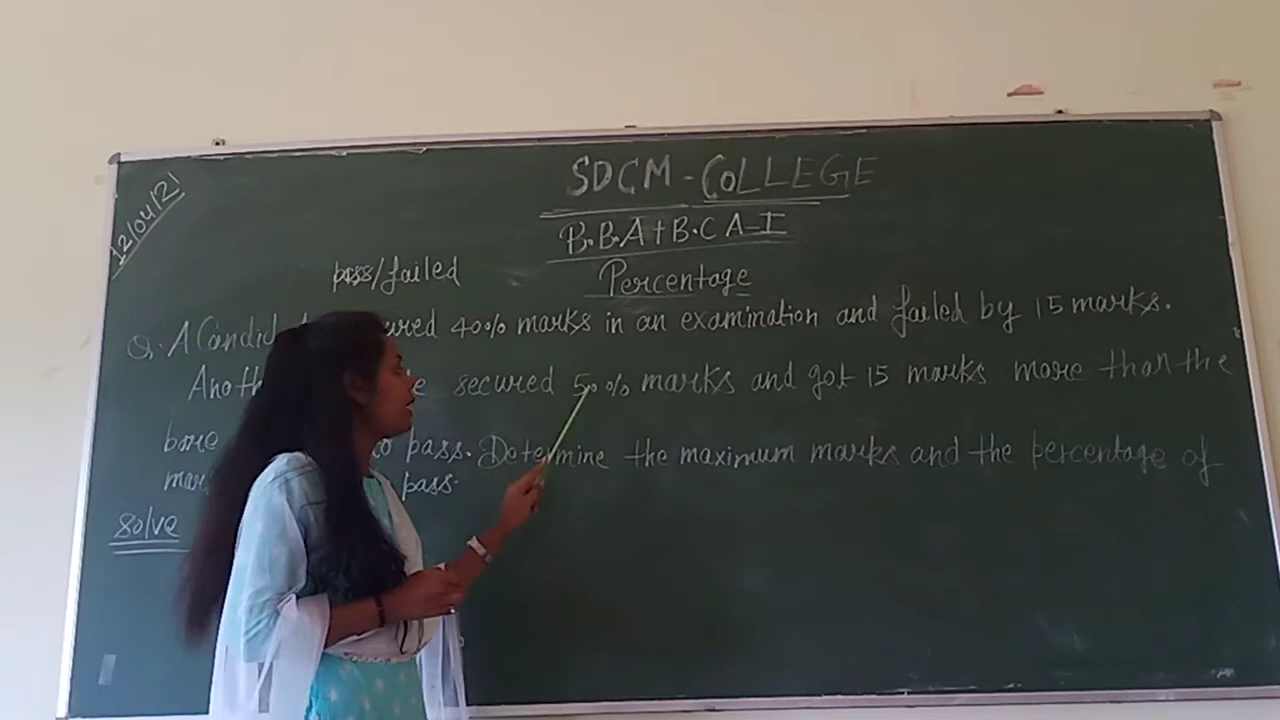 12/04/21
SDCM-COLLEGE
B.B.A+B.C A-I
pass/failed
Percentage
Q. A Candid ured 40% marks in an examination and failed by 15 marks.
Anoth e secured 50% marks and got 15 marks more than the
bare to pass. Determine the maximum marks and the percentage of
mar pass.
Solve